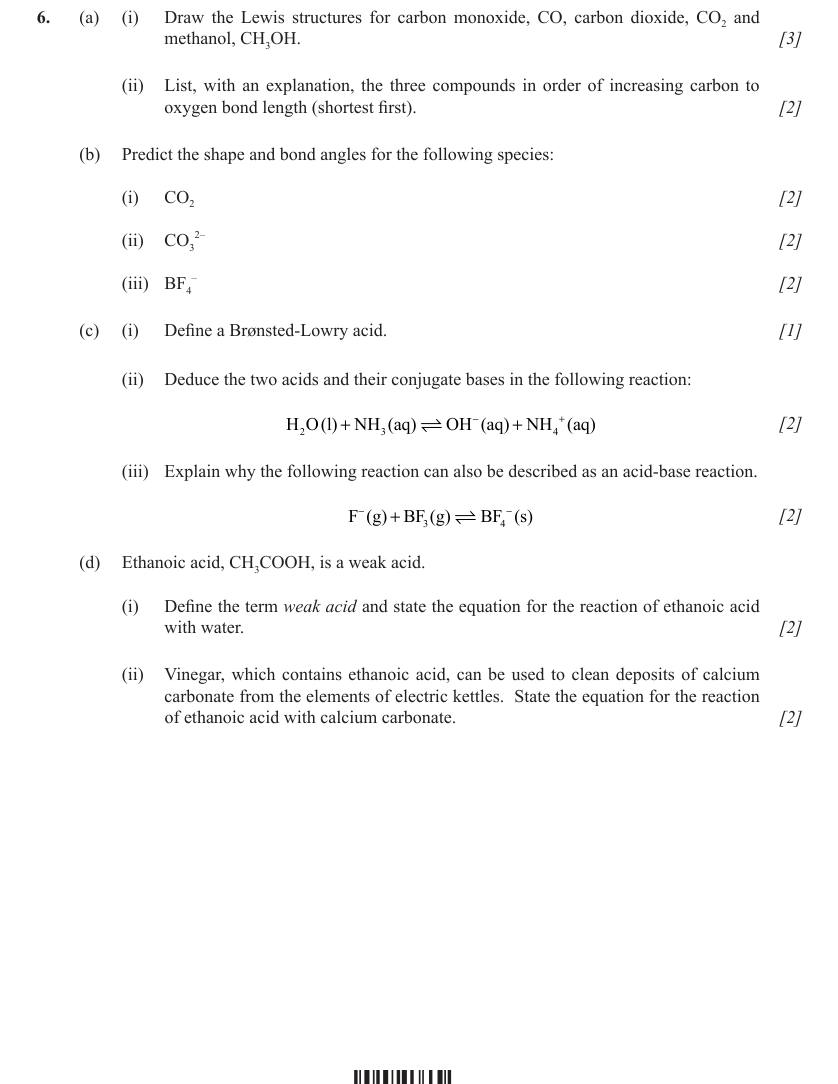 6. (a) (i) Draw the Lewis structures for carbon monoxide, CO, carbon dioxide, CO₂ and
methanol, CH₃OH. [3]
(ii) List, with an explanation, the three compounds in order of increasing carbon to
oxygen bond length (shortest first). [2]
(b) Predict the shape and bond angles for the following species:
(i) CO₂ [2]
(ii) CO₃²⁻ [2]
(iii) BF₄⁻ [2]
(c) (i) Define a Brønsted-Lowry acid. [1]
(ii) Deduce the two acids and their conjugate bases in the following reaction:
H₂O(l) + NH₃(aq) ⇌ OH⁻(aq) + NH₄⁺(aq) [2]
(iii) Explain why the following reaction can also be described as an acid-base reaction.
F⁻(g) + BF₃(g) ⇌ BF₄⁻(s) [2]
(d) Ethanoic acid, CH₃COOH, is a weak acid.
(i) Define the term weak acid and state the equation for the reaction of ethanoic acid
with water. [2]
(ii) Vinegar, which contains ethanoic acid, can be used to clean deposits of calcium
carbonate from the elements of electric kettles. State the equation for the reaction
of ethanoic acid with calcium carbonate. [2]